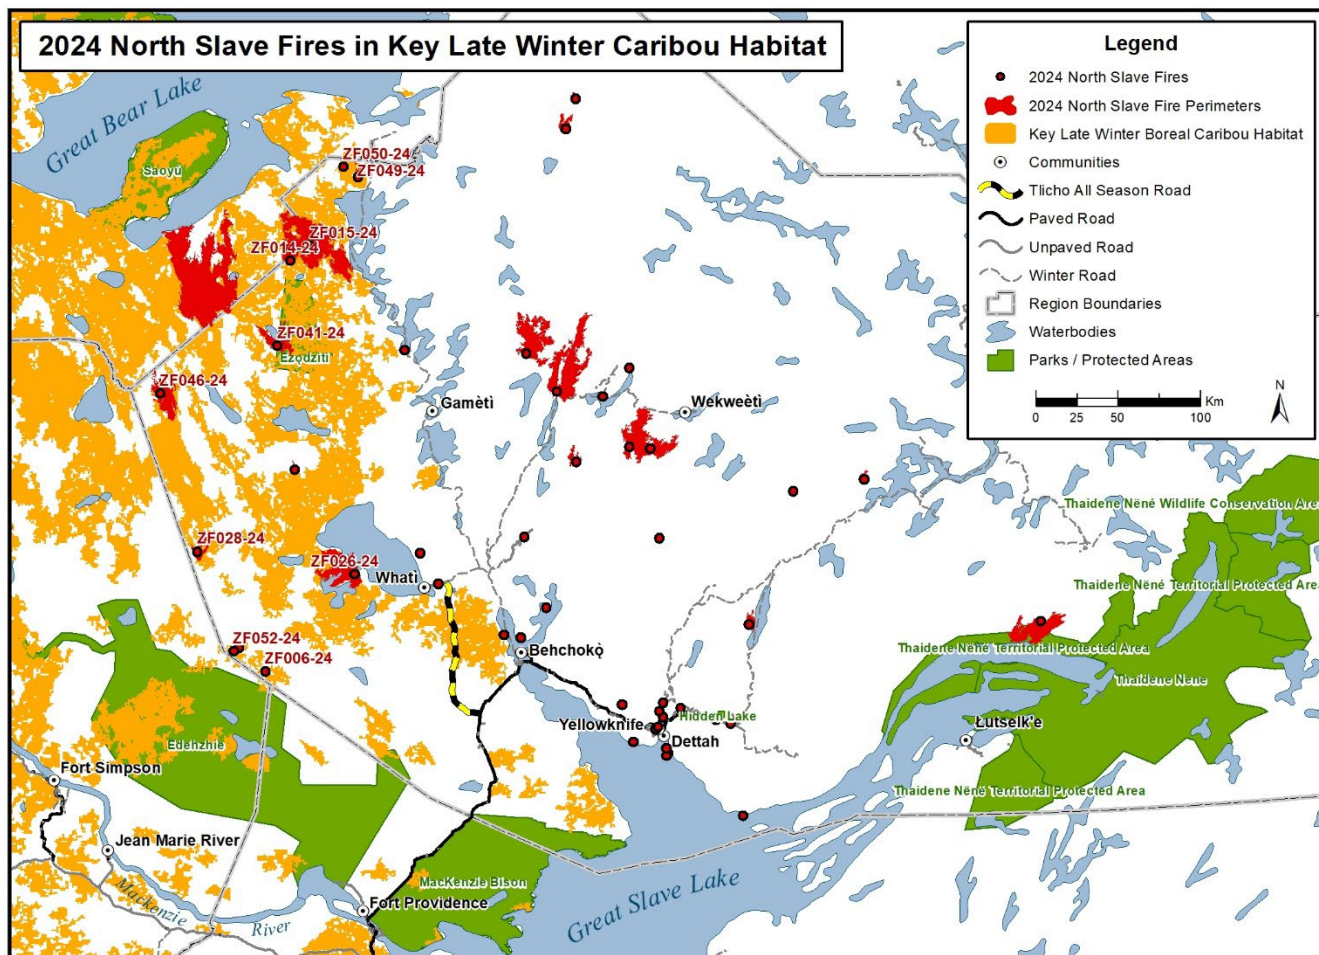 2024 North Slave Fires in Key Late Winter Caribou Habitat
Legend
2024 North Slave Fires
2024 North Slave Fire Perimeters
Key Late Winter Boreal Caribou Habitat
Communities
Tlicho All Season Road
Paved Road
Unpaved Road
Winter Road
Region Boundaries
Waterbodies
Parks / Protected Areas
Km
0 25 50 100
N
Great Bear Lake
Saoyú
ZF050-24
ZF049-24
ZF015-24
ZF014-24
ZF041-24
Ezǫdzìtì
ZF046-24
Gamètì
Wekweètì
ZF028-24
ZF026-24
Whatì
ZF052-24
ZF006-24
Behchokǫ̀
Yellowknife
Hidden Lake
Dettah
Thaidene Nëné Wildlife Conservation Area
Thaidene Nëné Territorial Protected Area
Thaidene Nëné Territorial Protected Area
Thaidene Nene
Łutselk'e
Thaidene Nëné Territorial Protected Area
Edehzhie
Fort Simpson
Jean Marie River
Mackenzie
River
Fort Providence
MacKenzie Bison
Great Slave Lake